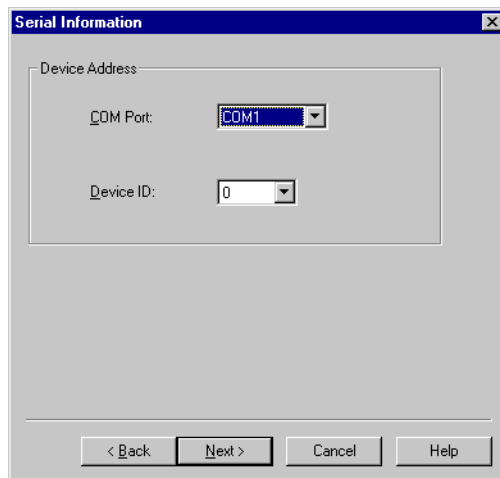 Serial Information
Device Address
COM Port: COM1
Device ID: 0
< Back Next > Cancel Help